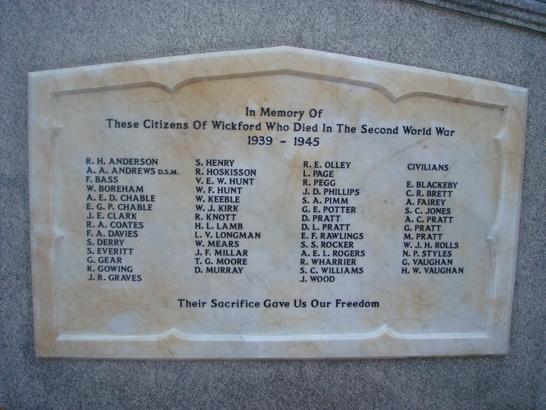 In Memory Of
These Citizens Of Wickford Who Died In The Second World War
1939 - 1945
R. H. ANDERSON
A. A. ANDREWS D.S.M.
F. BASS
W. BOREHAM
A. E. D. CHABLE
E. G. P. CHABLE
J. E. CLARK
R. A. COATES
F. A. DAVIES
S. DERRY
S. EVERITT
G. GEAR
K. GOWING
J. R. GRAVES
S. HENRY
R. HOSKISSON
V. E. W. HUNT
W. F. HUNT
W. KEEBLE
W. J. KIRK
R. KNOTT
H. L. LAMB
L. V. LONGMAN
W. MEARS
J. F. MILLAR
T. G. MOORE
D. MURRAY
R. E. OLLEY
L. PAGE
R. PEGG
J. D. PHILLIPS
S. A. PIMM
G. E. POTTER
D. PRATT
D. L. PRATT
E. F. RAWLINGS
S. S. ROCKER
A. E. L. ROGERS
R. WHARRIER
S. C. WILLIAMS
J. WOOD
CIVILIANS
E. BLACKEBY
C. R. BRETT
A. FAIREY
S. C. JONES
A. C. PRATT
G. PRATT
M. PRATT
W. J. H. ROLLS
N. P. STYLES
G. VAUGHAN
H. W. VAUGHAN
Their Sacrifice Gave Us Our Freedom